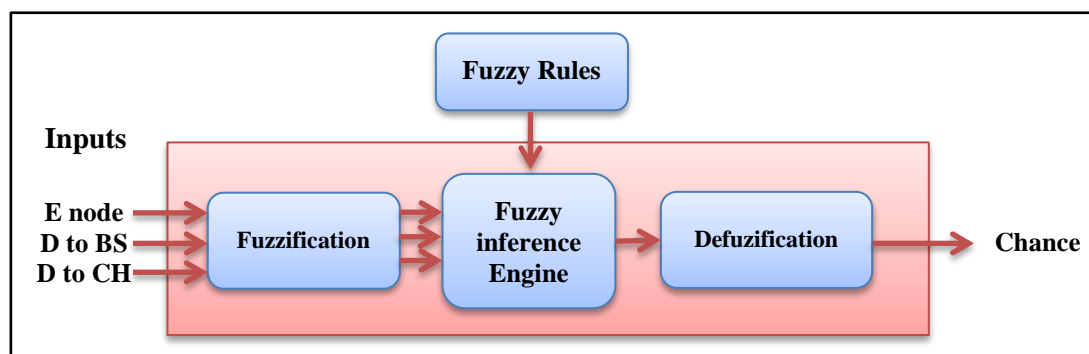 Fuzzy Rules
Inputs
E node
D to BS
D to CH
Fuzzification
Fuzzy
inference
Engine
Defuzification
Chance